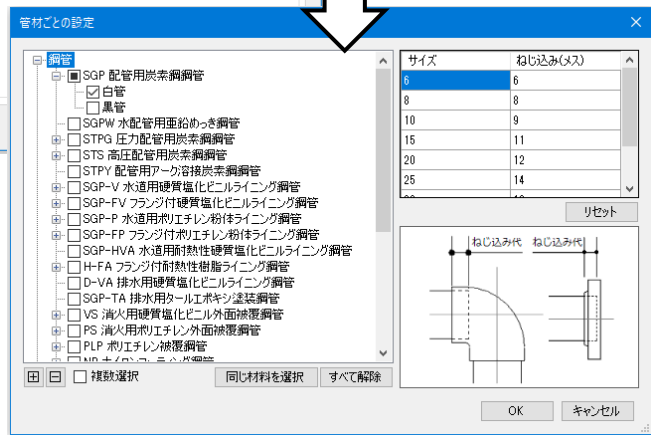 管材ごとの設定
鋼管
SGP 配管用炭素鋼鋼管
白管
黒管
SGPW 水配管用亜鉛めっき鋼管
STPG 圧力配管用炭素鋼鋼管
STS 高圧配管用炭素鋼鋼管
STPY 配管用アーク溶接炭素鋼鋼管
SGP-V 水道用硬質塩化ビニルライニング鋼管
SGP-FV フランジ付硬質塩化ビニルライニング鋼管
SGP-P 水道用ポリエチレン粉体ライニング鋼管
SGP-FP フランジ付ポリエチレン粉体ライニング鋼管
SGP-HVA 水道用耐熱性硬質塩化ビニルライニング鋼管
H-FA フランジ付耐熱性樹脂ライニング鋼管
D-VA 排水用硬質塩化ビニルライニング鋼管
SGP-TA 排水用タールエポキシ塗装鋼管
VS 消火用硬質塩化ビニル外面被覆鋼管
PS 消火用ポリエチレン外面被覆鋼管
PLP ポリエチレン被覆鋼管
複数選択
同じ材料を選択
すべて解除
サイズ ねじ込み(メス)
6 6
8 8
10 9
15 11
20 12
25 14
リセット
ねじ込み代 ねじ込み代
OK
キャンセル